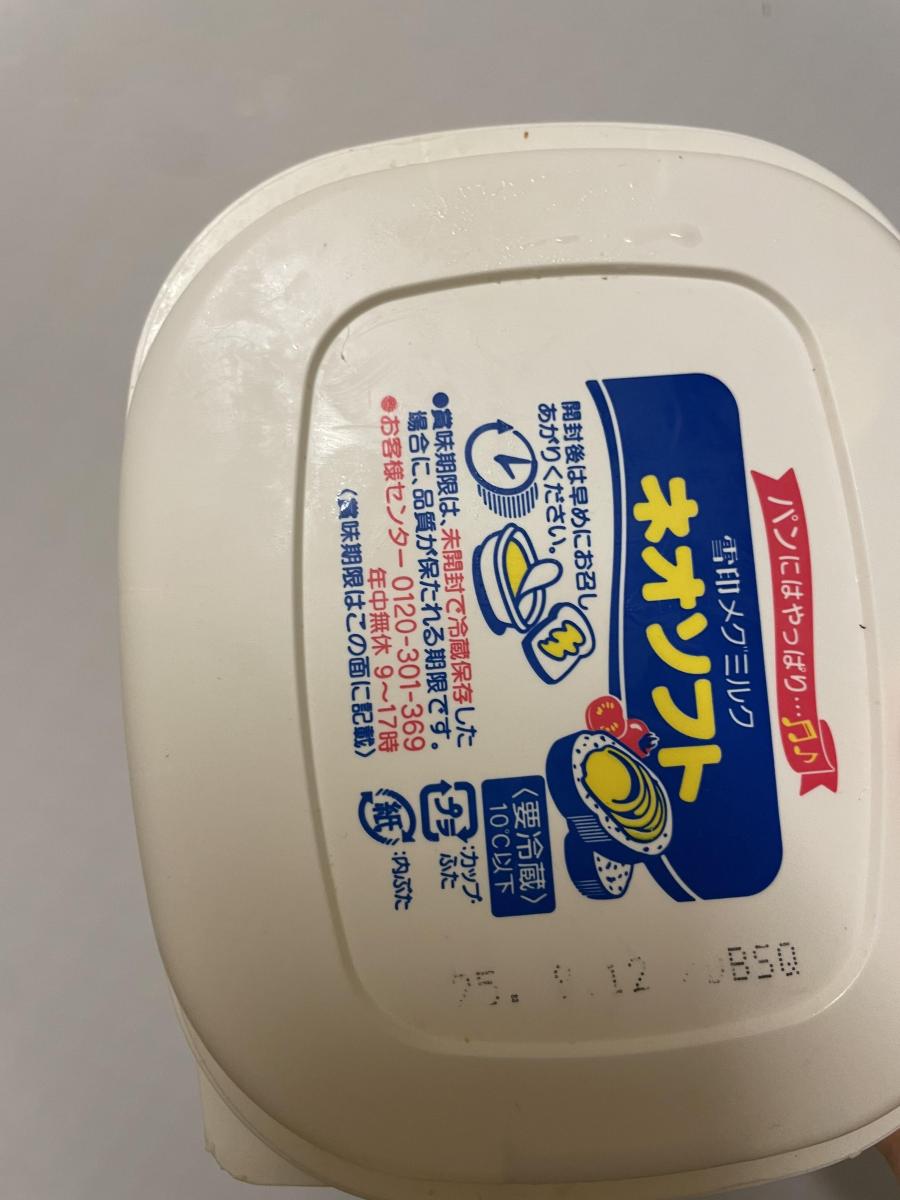 パンにはやっぱり…
雪印メグミルク
ネオソフト
開封後は早めにお召し
あがりください。
●賞味期限は、未開封で冷蔵保存した
場合に、品質が保たれる期限です。
●お客様センター 0120-301-369
年中無休 9〜17時
〈賞味期限はこの面に記載〉
〈要冷蔵〉
10℃以下
プラ:カップ・
ふた
紙:内ぶた
25. 9.12 BSQ